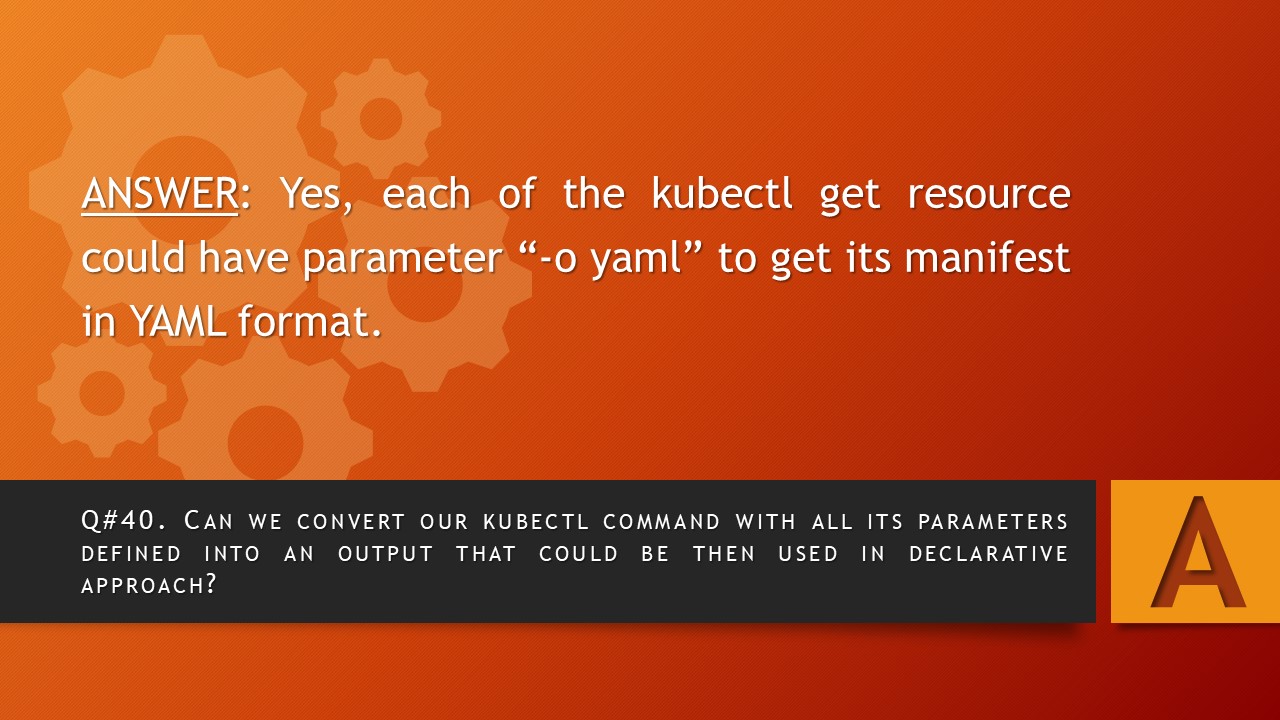 ANSWER: Yes, each of the kubectl get resource
could have parameter “-o yaml” to get its manifest
in YAML format.
Q#40. Can we convert our kubectl command with all its parameters
defined into an output that could be then used in declarative
approach?
A